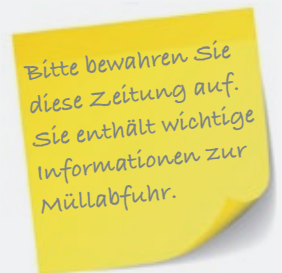 Bitte bewahren Sie
diese Zeitung auf.
Sie enthält wichtige
Informationen zur
Müllabfuhr.